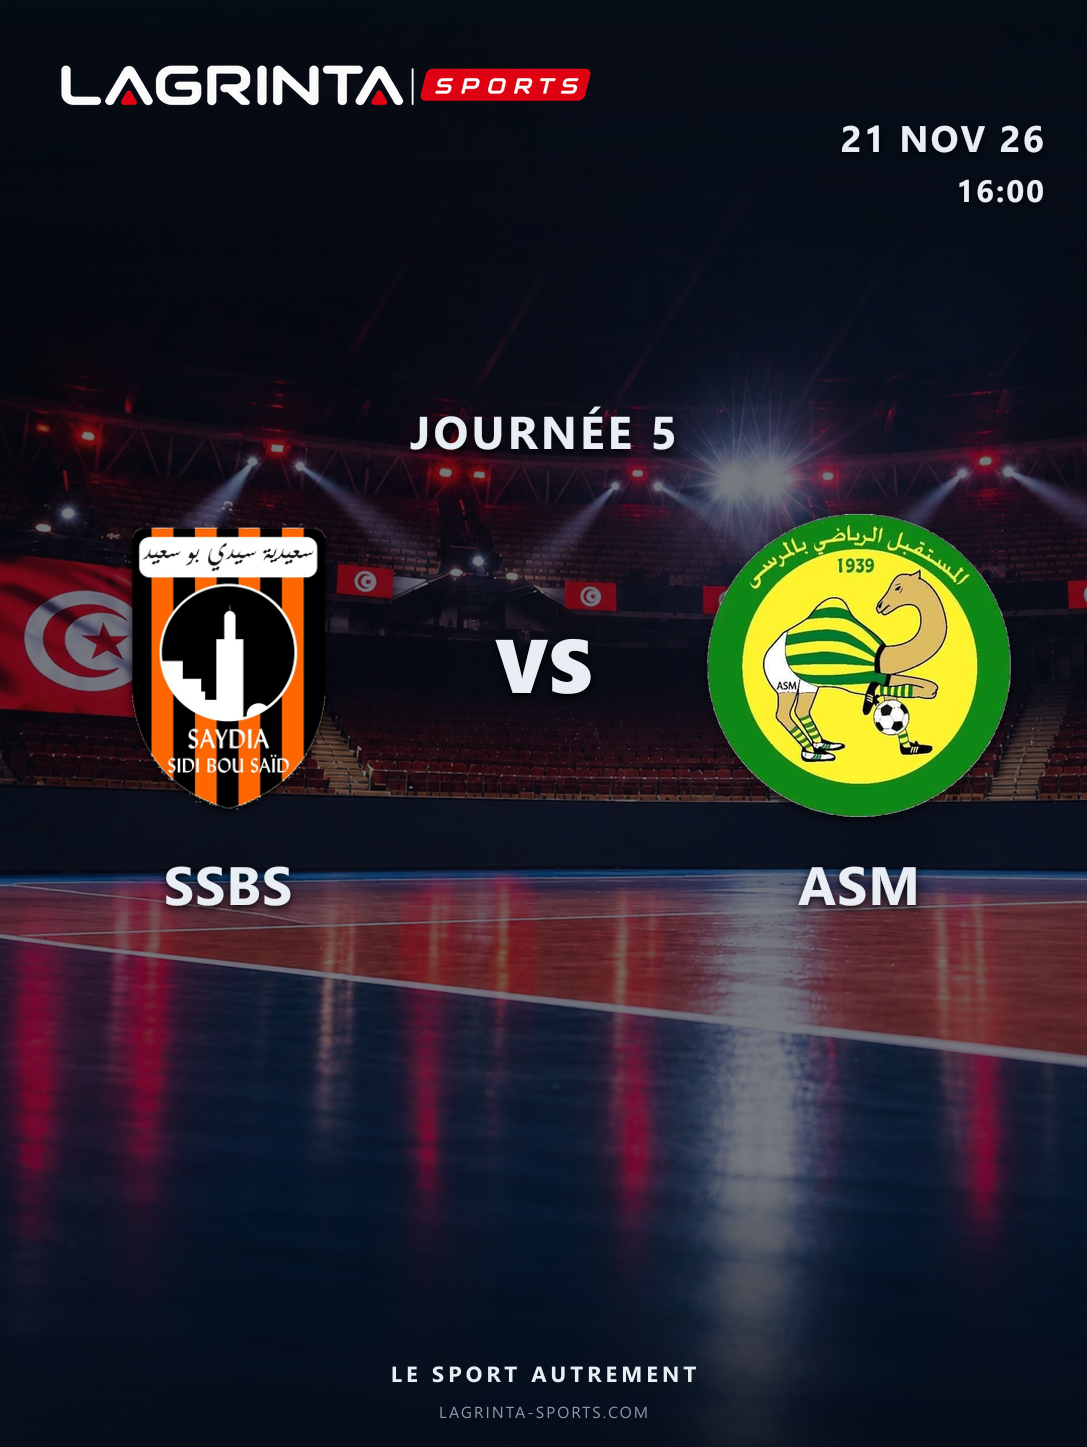 LAGRINTA SPORTS
21 NOV 26
16:00
JOURNÉE 5
سعيدية سيدي بو سعيد
SAYDIA
SIDI BOU SAÏD
VS
المستقبل الرياضي بالمرسى
1939
ASM
SSBS
ASM
LE SPORT AUTREMENT
LAGRINTA-SPORTS.COM